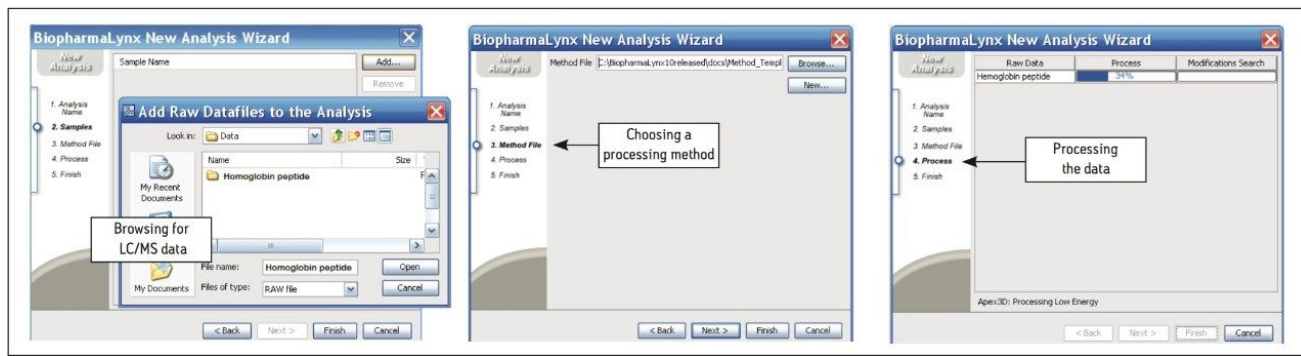 BiopharmaLynx New Analysis Wizard
New
Analysis
Sample Name
Add...
Remove
1. Analysis
Name
2. Samples
3. Method File
4. Process
5. Finish
Add Raw Datafiles to the Analysis
Look in:
Data
Name
Size
Homoglobin peptide
My Recent
Documents
Browsing for
LC/MS data
My Documents
File name:
Homoglobin peptide
Open
Files of type:
RAW file
Cancel
< Back
Next >
Finish
Cancel
BiopharmaLynx New Analysis Wizard
New
Analysis
Method File
C:\BiopharmaLynx10released\docs\Method_Templ
Browse...
New...
1. Analysis
Name
2. Samples
3. Method File
4. Process
5. Finish
Choosing a
processing method
< Back
Next >
Finish
Cancel
BiopharmaLynx New Analysis Wizard
New
Analysis
Raw Data
Process
Modifications Search
Hemoglobin peptide
34%
1. Analysis
Name
2. Samples
3. Method File
4. Process
5. Finish
Processing
the data
Apex3D: Processing Low Energy
< Back
Next >
Finish
Cancel